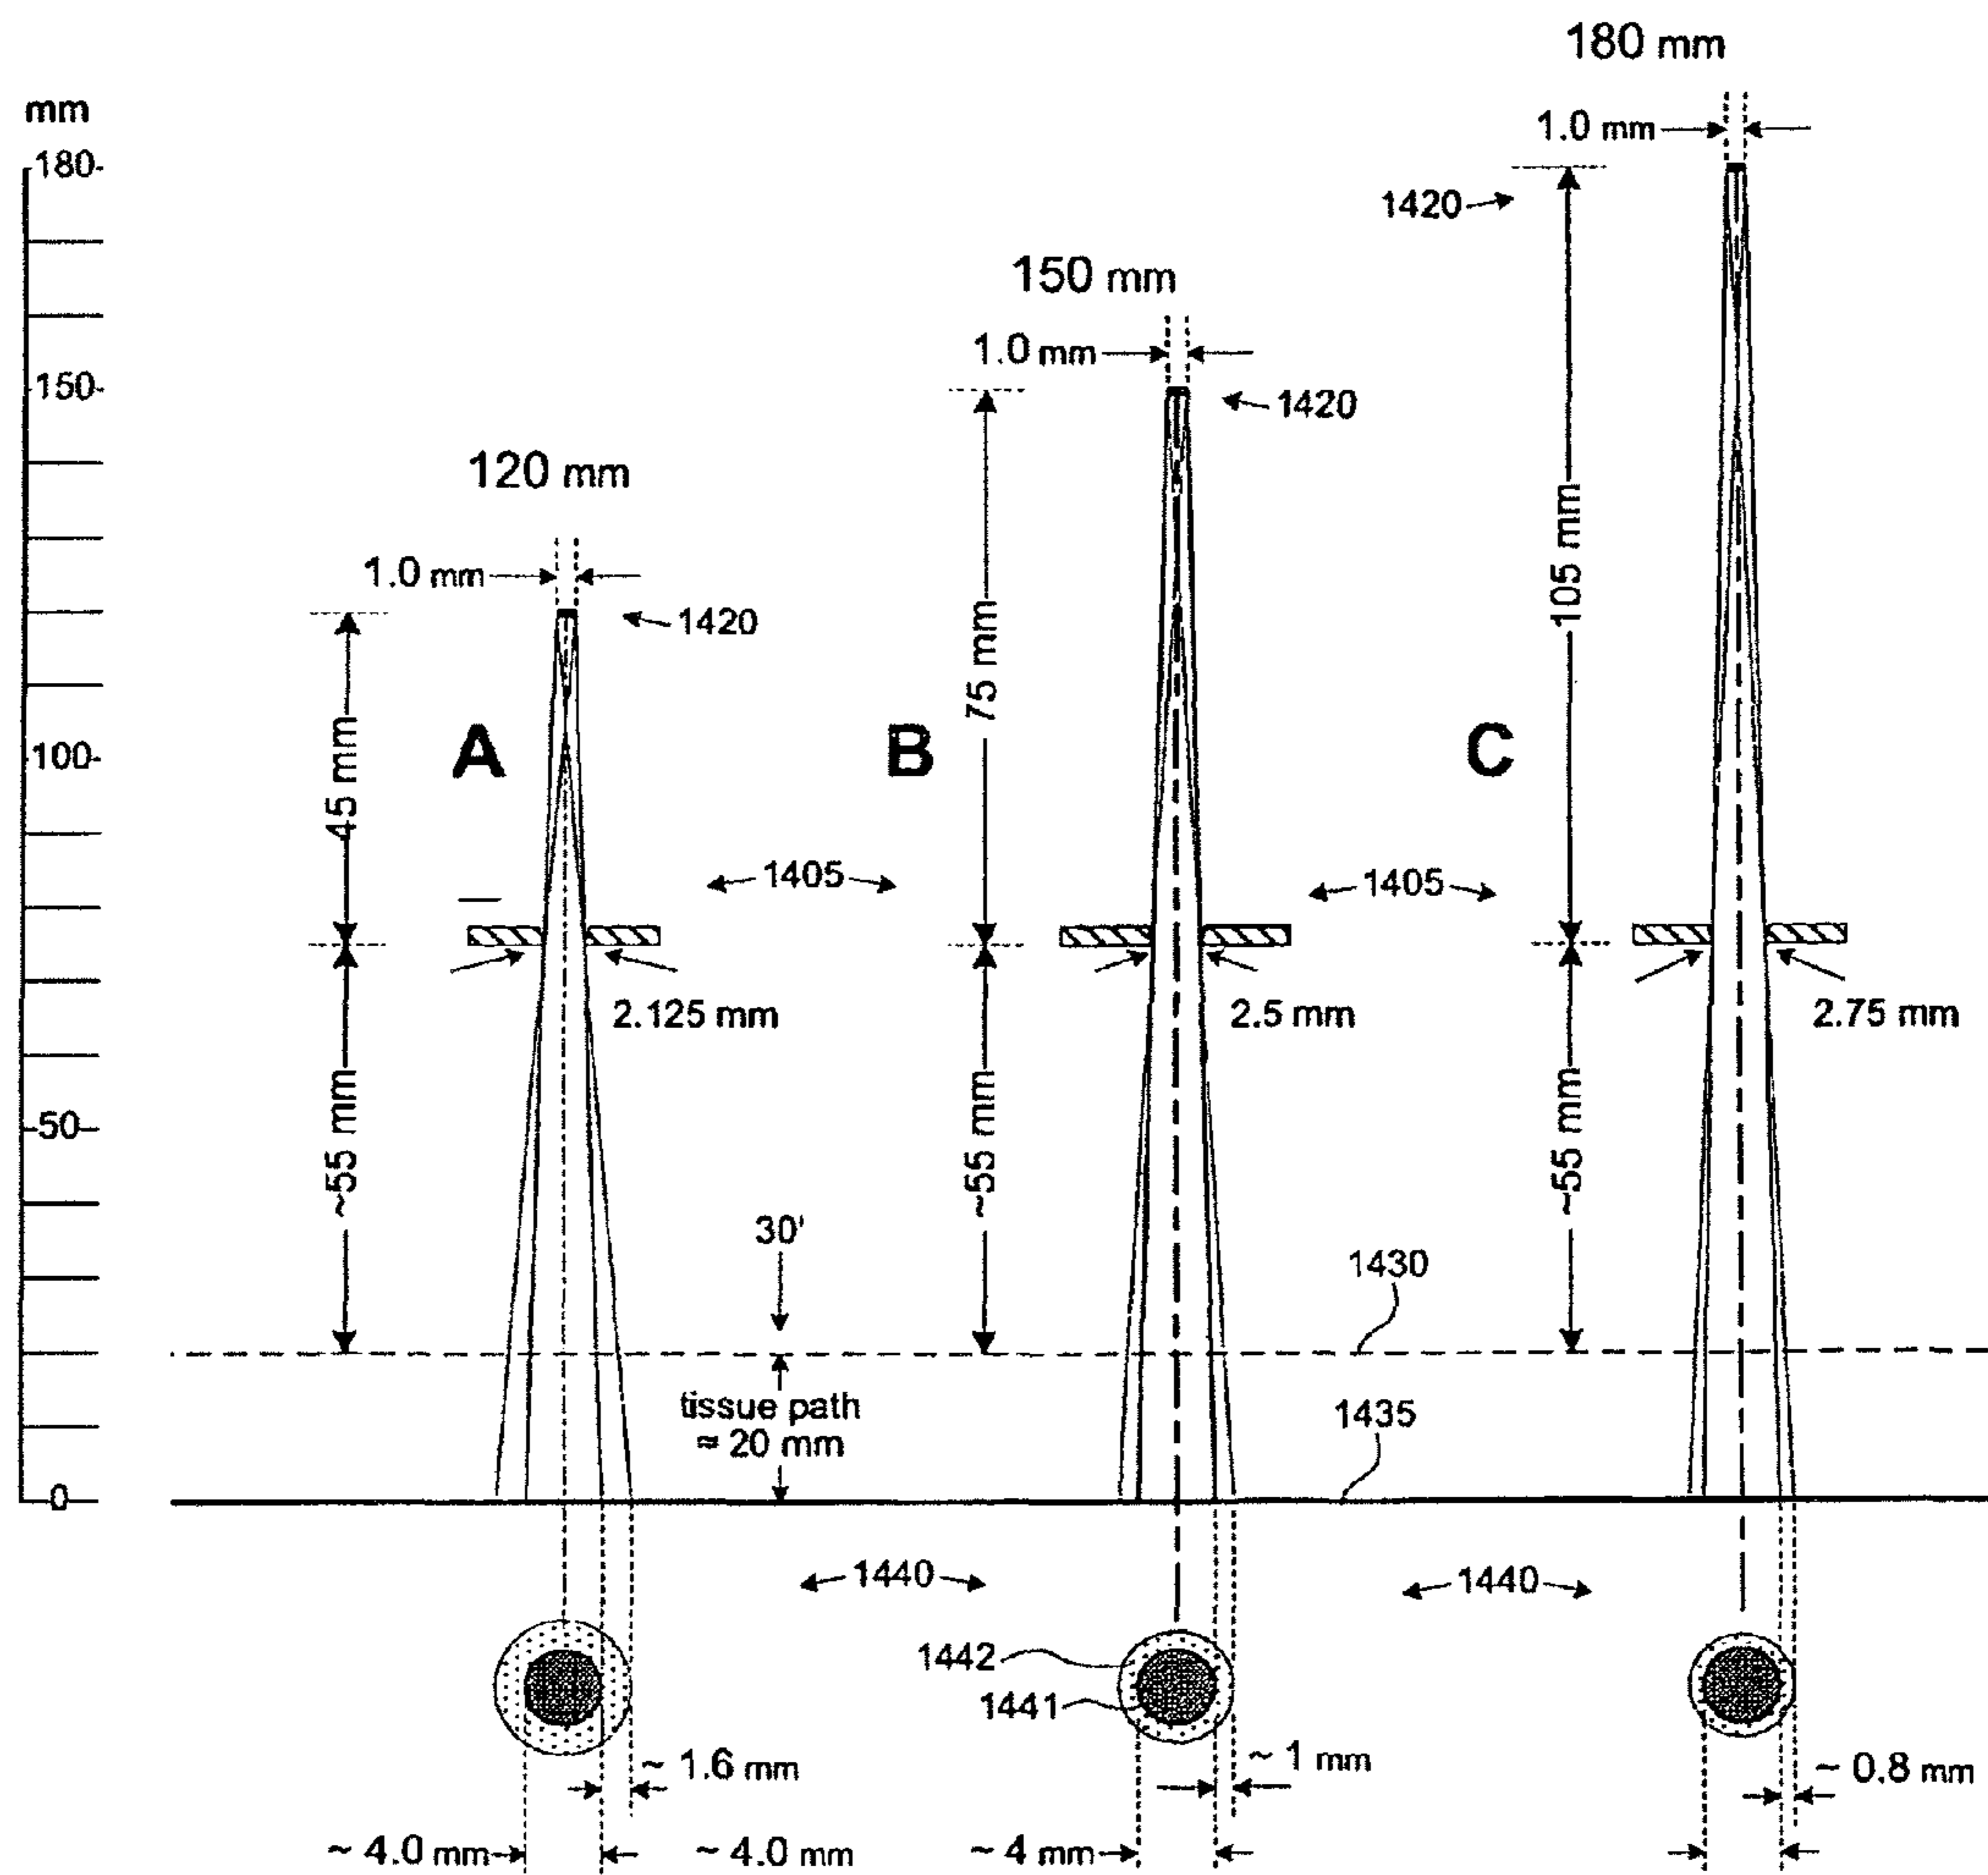 180 mm
mm
1.0 mm
180
1420
150 mm
1.0 mm
150
1420
120 mm
1.0 mm
1420
45 mm
75 mm
105 mm
A
B
C
100
1405
1405
2.125 mm
2.5 mm
2.75 mm
~55 mm
~55 mm
~55 mm
50
30'
1430
tissue path
≈ 20 mm
1435
0
1440
1440
1442
1441
~ 1.6 mm
~ 1 mm
~ 0.8 mm
~ 4.0 mm
~ 4.0 mm
~ 4 mm